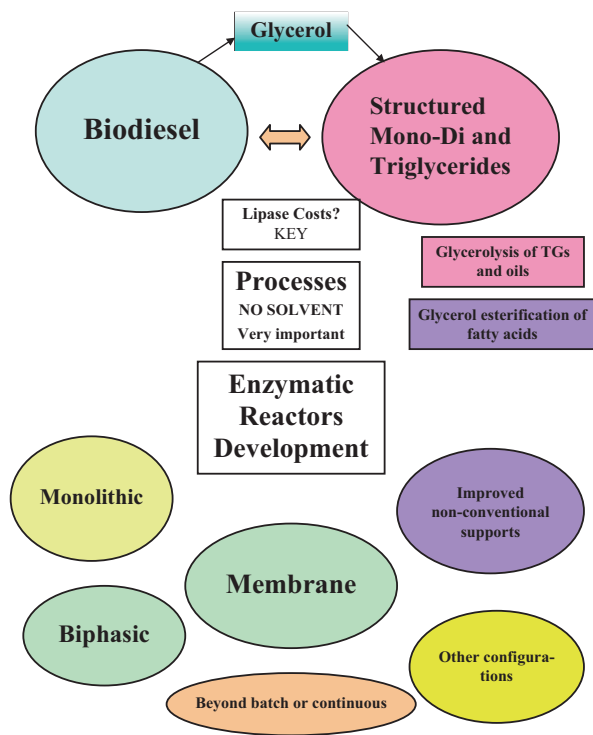 Glycerol
Biodiesel
Structured
Mono-Di and
Triglycerides
Lipase Costs?
KEY
Glycerolysis of TGs
and oils
Processes
NO SOLVENT
Very important
Glycerol esterification of
fatty acids
Enzymatic
Reactors
Development
Monolithic
Improved
non-conventional
supports
Membrane
Biphasic
Other configura-
tions
Beyond batch or continuous